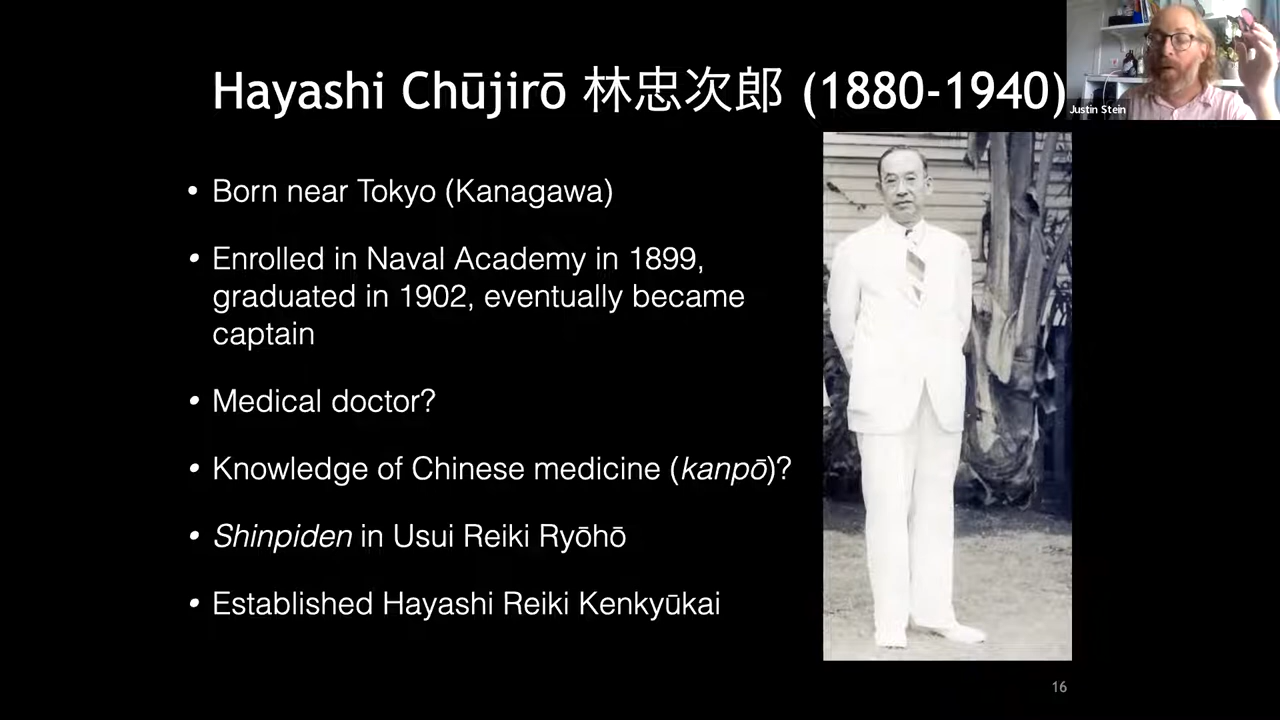 Hayashi Chūjirō 林忠次郎 (1880-1940)
Justin Stein
• Born near Tokyo (Kanagawa)
• Enrolled in Naval Academy in 1899,
graduated in 1902, eventually became
captain
• Medical doctor?
• Knowledge of Chinese medicine (kanpō)?
• Shinpiden in Usui Reiki Ryōhō
• Established Hayashi Reiki Kenkyūkai
16